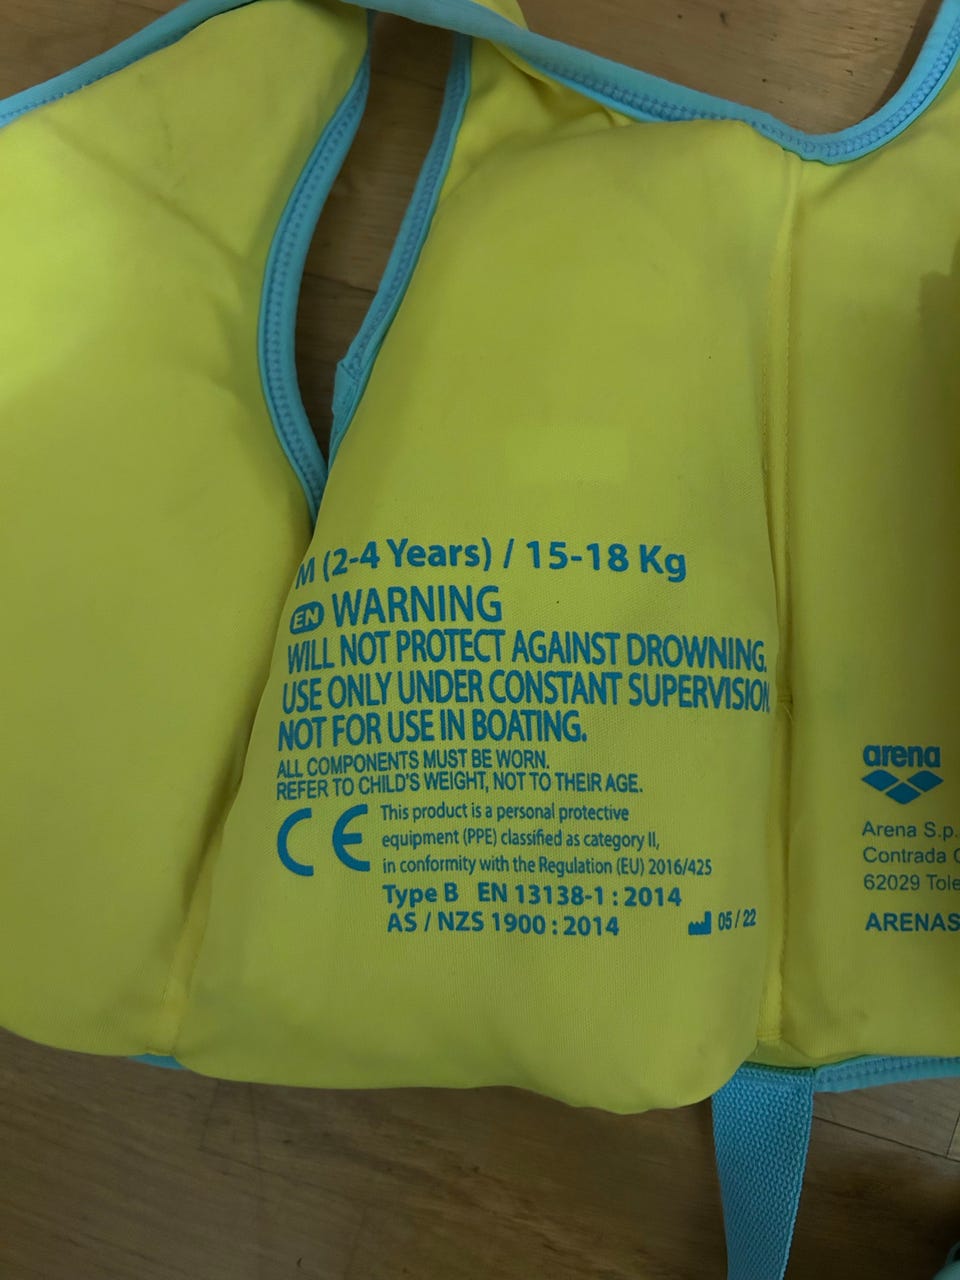 M (2-4 Years) / 15-18 Kg
EN WARNING
WILL NOT PROTECT AGAINST DROWNING.
USE ONLY UNDER CONSTANT SUPERVISION.
NOT FOR USE IN BOATING.
ALL COMPONENTS MUST BE WORN.
REFER TO CHILD'S WEIGHT, NOT TO THEIR AGE.
CE This product is a personal protective
equipment (PPE) classified as category II,
in conformity with the Regulation (EU) 2016/425
Type B EN 13138-1 : 2014
AS / NZS 1900 : 2014
05 / 22
arena
Arena S.p.
Contrada
62029 Tole
ARENAS